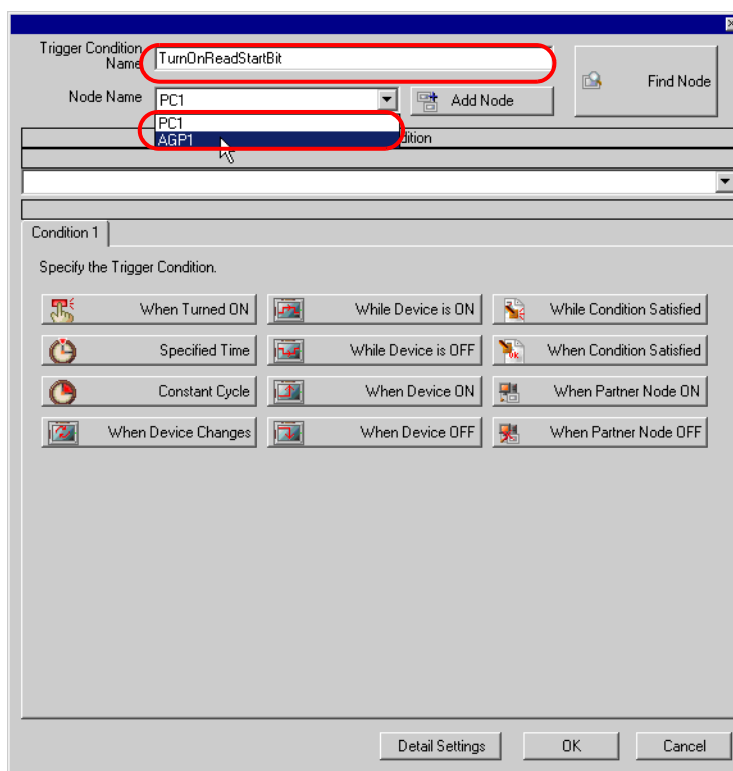 Trigger Condition
Name
TurnOnReadStartBit
Find Node
Node Name
PC1
Add Node
PC1
AGP1
dition
Condition 1
Specify the Trigger Condition.
When Turned ON
While Device is ON
While Condition Satisfied
Specified Time
While Device is OFF
When Condition Satisfied
Constant Cycle
When Device ON
When Partner Node ON
When Device Changes
When Device OFF
When Partner Node OFF
Detail Settings
OK
Cancel